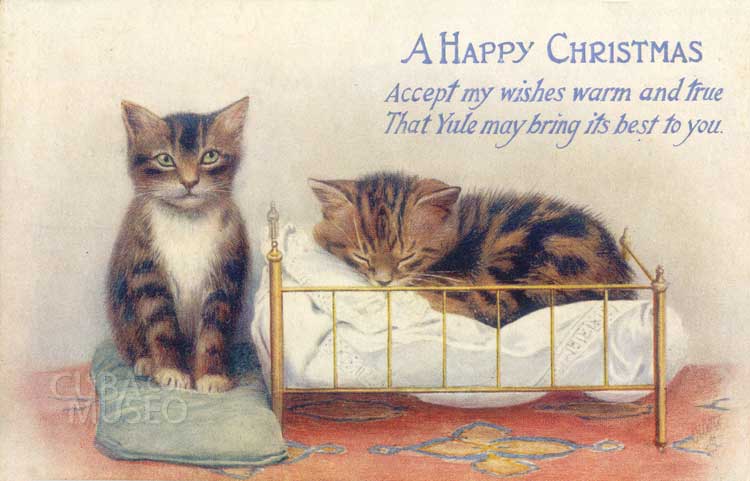 A HAPPY CHRISTMAS
Accept my wishes warm and true
That Yule may bring its best to you.
CUBA
MUSEO